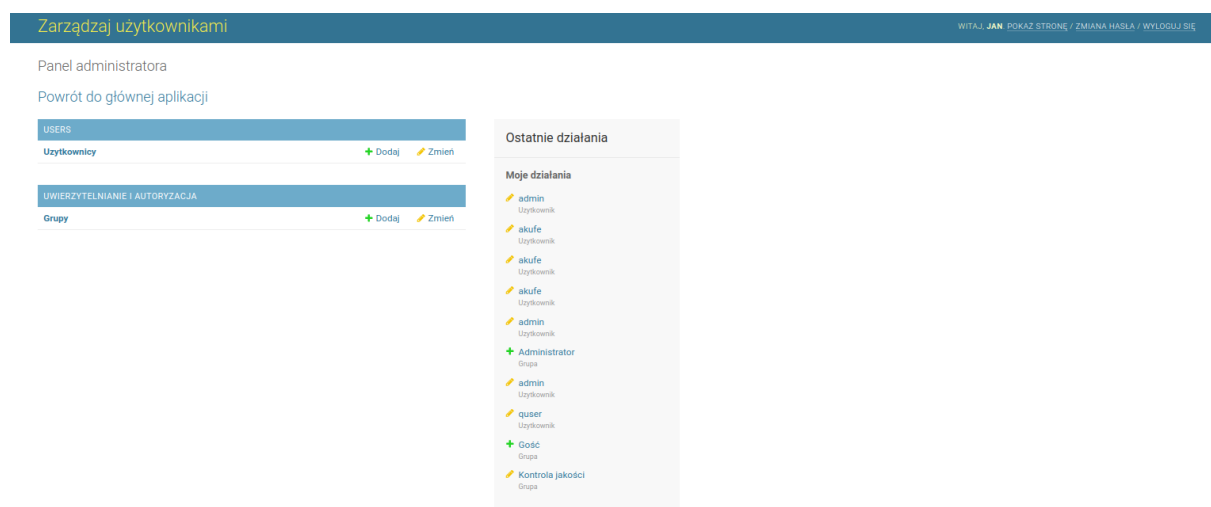 Zarządzaj użytkownikami
WITAJ, JAN. POKAŻ STRONĘ / ZMIANA HASŁA / WYLOGUJ SIĘ
Panel administratora
Powrót do głównej aplikacji
USERS
Uzytkownicy Dodaj Zmień
UWIERZYTELNIANIE I AUTORYZACJA
Grupy Dodaj Zmień
Ostatnie działania
Moje działania
admin
Uzytkownik
akufe
Uzytkownik
akufe
Uzytkownik
akufe
Uzytkownik
admin
Uzytkownik
Administrator
Grupa
admin
Uzytkownik
quser
Uzytkownik
Gość
Grupa
Kontrola jakości
Grupa